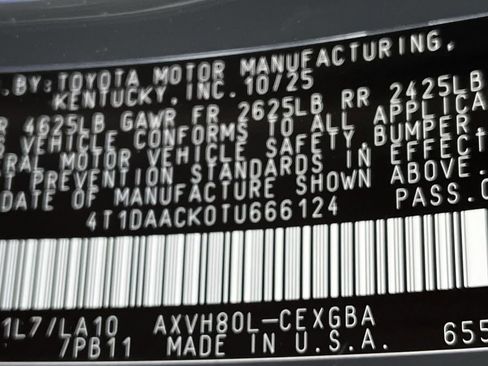 .BY: TOYOTA MOTOR MANUFACTURING,
KENTUCKY, INC. 10/25
R 4625LB GAWR FR 2625LB RR 2425LB
VEHICLE CONFORMS TO ALL APPLICA
RAL MOTOR VEHICLE SAFETY, BUMPER,
T PREVENTION STANDARDS IN EFFECT
DATE OF MANUFACTURE SHOWN ABOVE.
4T1DAACK0TU666124 PASS.C
1L7/LA10 AXVH80L-CEXGBA
/PB11 MADE IN U.S.A. 655